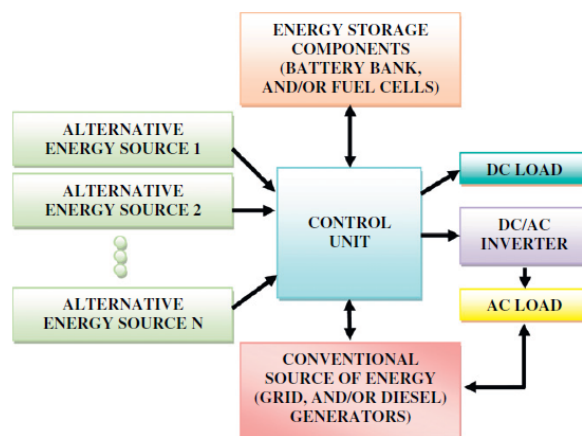 ENERGY STORAGE
COMPONENTS
(BATTERY BANK,
AND/OR FUEL CELLS)
ALTERNATIVE
ENERGY SOURCE 1
ALTERNATIVE
ENERGY SOURCE 2
ALTERNATIVE
ENERGY SOURCE N
CONTROL
UNIT
DC LOAD
DC/AC
INVERTER
AC LOAD
CONVENTIONAL
SOURCE OF ENERGY
(GRID, AND/OR DIESEL)
GENERATORS)